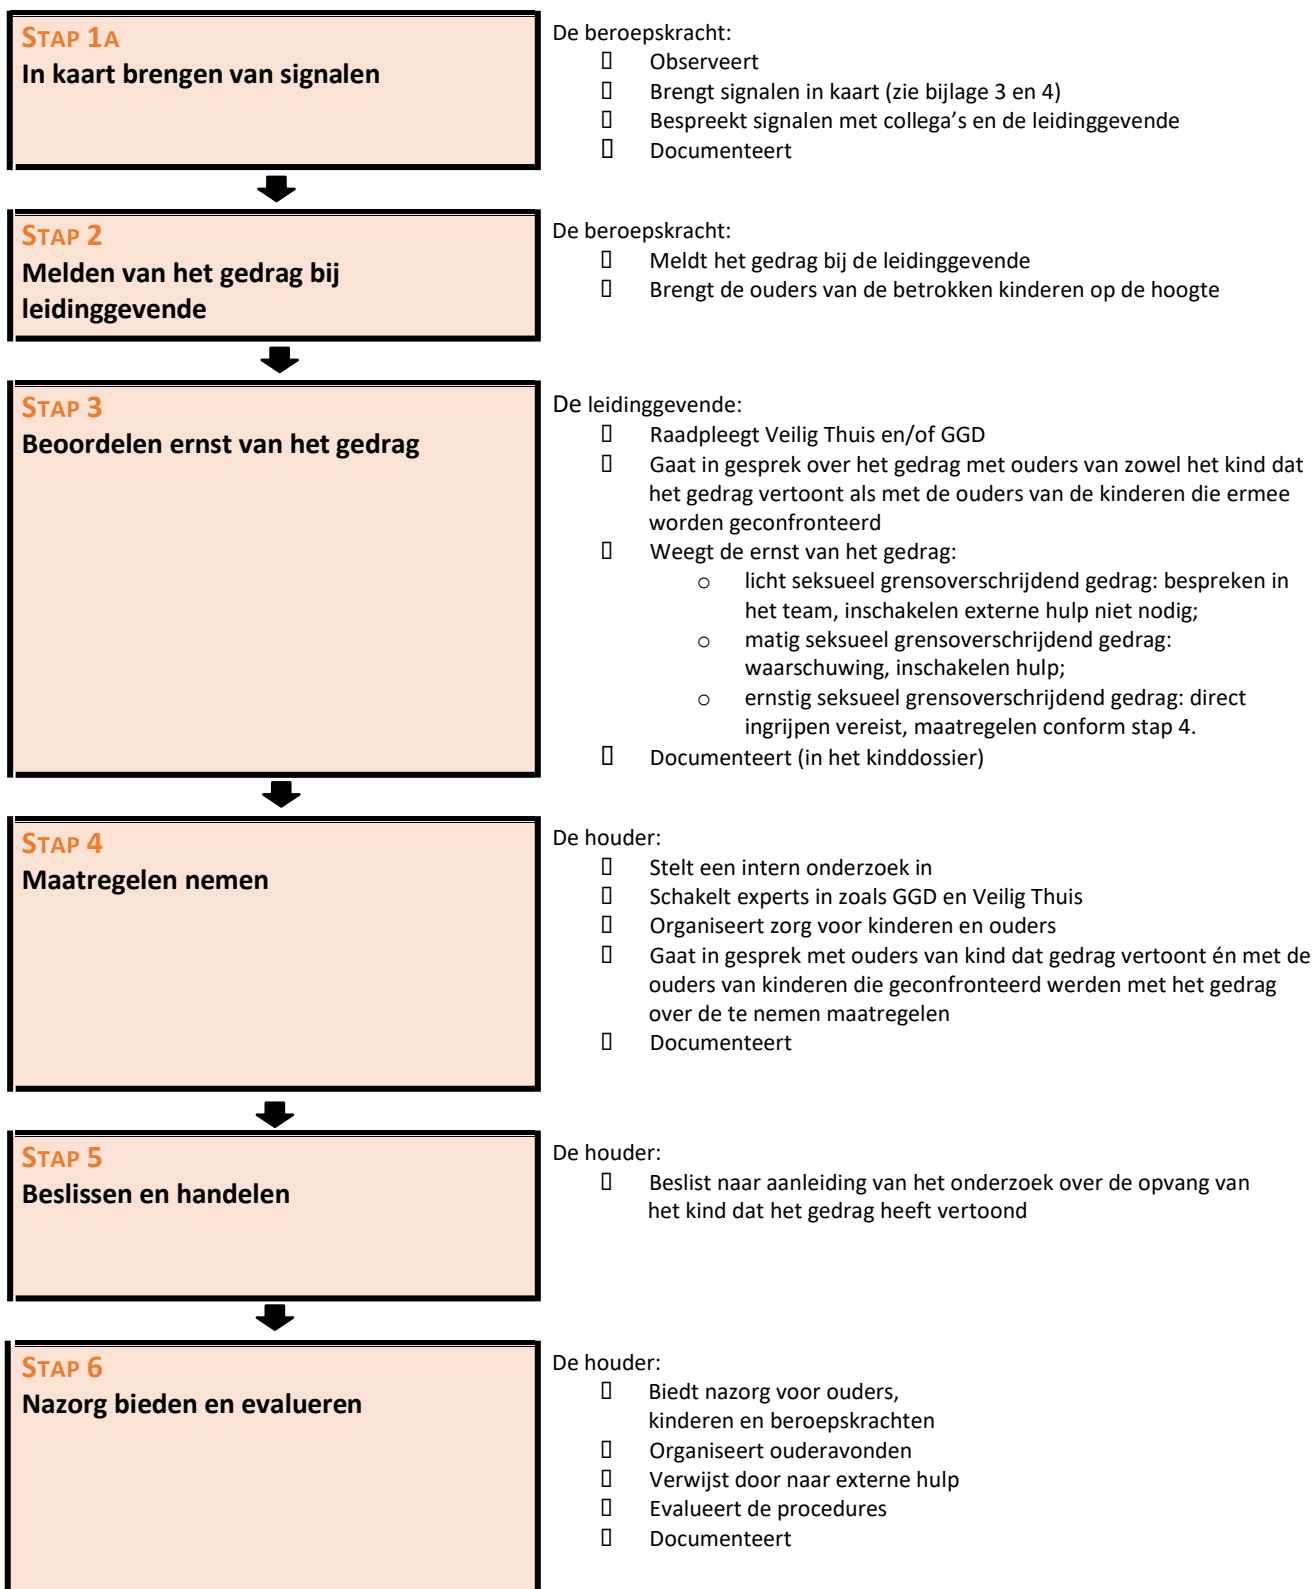 STAP 1A
In kaart brengen van signalen
De beroepskracht:
Observeert
Brengt signalen in kaart (zie bijlage 3 en 4)
Bespreekt signalen met collega's en de leidinggevende
Documenteert
STAP 2
Melden van het gedrag bij
leidinggevende
De beroepskracht:
Meldt het gedrag bij de leidinggevende
Brengt de ouders van de betrokken kinderen op de hoogte
STAP 3
Beoordelen ernst van het gedrag
De leidinggevende:
Raadpleegt Veilig Thuis en/of GGD
Gaat in gesprek over het gedrag met ouders van zowel het kind dat
het gedrag vertoont als met de ouders van de kinderen die ermee
worden geconfronteerd
Weegt de ernst van het gedrag:
o licht seksueel grensoverschrijdend gedrag: bespreken in
het team, inschakelen externe hulp niet nodig;
o matig seksueel grensoverschrijdend gedrag:
waarschuwing, inschakelen hulp;
o ernstig seksueel grensoverschrijdend gedrag: direct
ingrijpen vereist, maatregelen conform stap 4.
Documenteert (in het kinddossier)
STAP 4
Maatregelen nemen
De houder:
Stelt een intern onderzoek in
Schakelt experts in zoals GGD en Veilig Thuis
Organiseert zorg voor kinderen en ouders
Gaat in gesprek met ouders van kind dat gedrag vertoont én met de
ouders van kinderen die geconfronteerd werden met het gedrag
over de te nemen maatregelen
Documenteert
STAP 5
Beslissen en handelen
De houder:
Beslist naar aanleiding van het onderzoek over de opvang van
het kind dat het gedrag heeft vertoond
STAP 6
Nazorg bieden en evalueren
De houder:
Biedt nazorg voor ouders,
kinderen en beroepskrachten
Organiseert ouderavonden
Verwijst door naar externe hulp
Evalueert de procedures
Documenteert